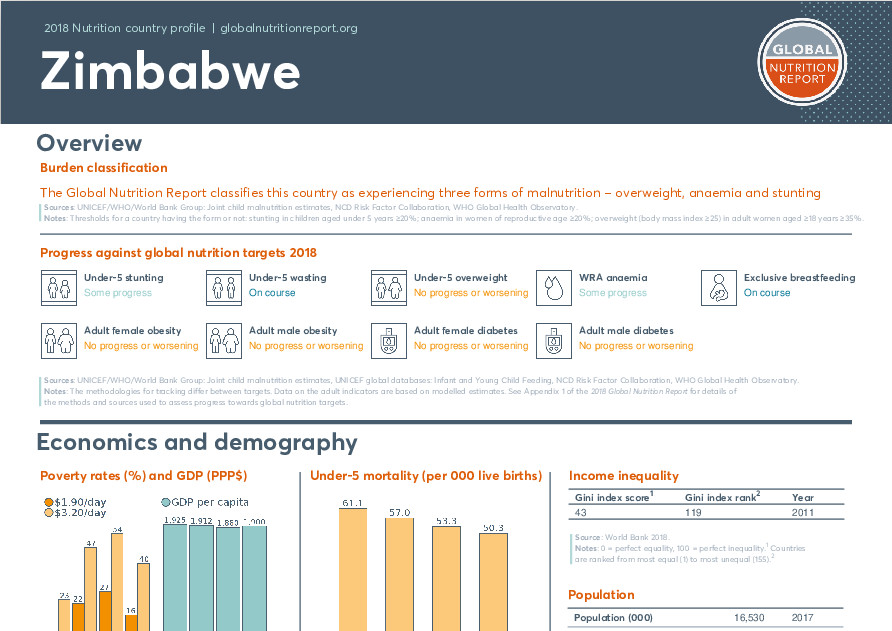 2018 Nutrition country profile | globalnutritionreport.org
Zimbabwe
GLOBAL
NUTRITION
REPORT
Overview
Burden classification
The Global Nutrition Report classifies this country as experiencing three forms of malnutrition – overweight, anaemia and stunting
Sources: UNICEF/WHO/World Bank Group: Joint child malnutrition estimates, NCD Risk Factor Collaboration, WHO Global Health Observatory.
Notes: Thresholds for a country having the form or not: stunting in children aged under 5 years ≥20%; anaemia in women of reproductive age ≥20%; overweight (body mass index ≥25) in adult women aged ≥18 years ≥35%.
Progress against global nutrition targets 2018
Under-5 stunting
Some progress
Under-5 wasting
On course
Under-5 overweight
No progress or worsening
WRA anaemia
Some progress
Exclusive breastfeeding
On course
Adult female obesity
No progress or worsening
Adult male obesity
No progress or worsening
Adult female diabetes
No progress or worsening
Adult male diabetes
No progress or worsening
Sources: UNICEF/WHO/World Bank Group: Joint child malnutrition estimates, UNICEF global databases: Infant and Young Child Feeding, NCD Risk Factor Collaboration, WHO Global Health Observatory.
Notes: The methodologies for tracking differ between targets. Data on the adult indicators are based on modelled estimates. See Appendix 1 of the 2018 Global Nutrition Report for details of
the methods and sources used to assess progress towards global nutrition targets.
Economics and demography
Poverty rates (%) and GDP (PPP$)
$1.90/day
$3.20/day
GDP per capita
23 22 47 27 54 16 40
1,925 1,912 1,880 1,900
Under-5 mortality (per 000 live births)
61.1 57.0 53.3 50.3
Income inequality
Gini index score1 Gini index rank2 Year
43 119 2011
Source: World Bank 2018.
Notes: 0 = perfect equality, 100 = perfect inequality.1 Countries
are ranked from most equal (1) to most unequal (155).2
Population
Population (000) 16,530 2017